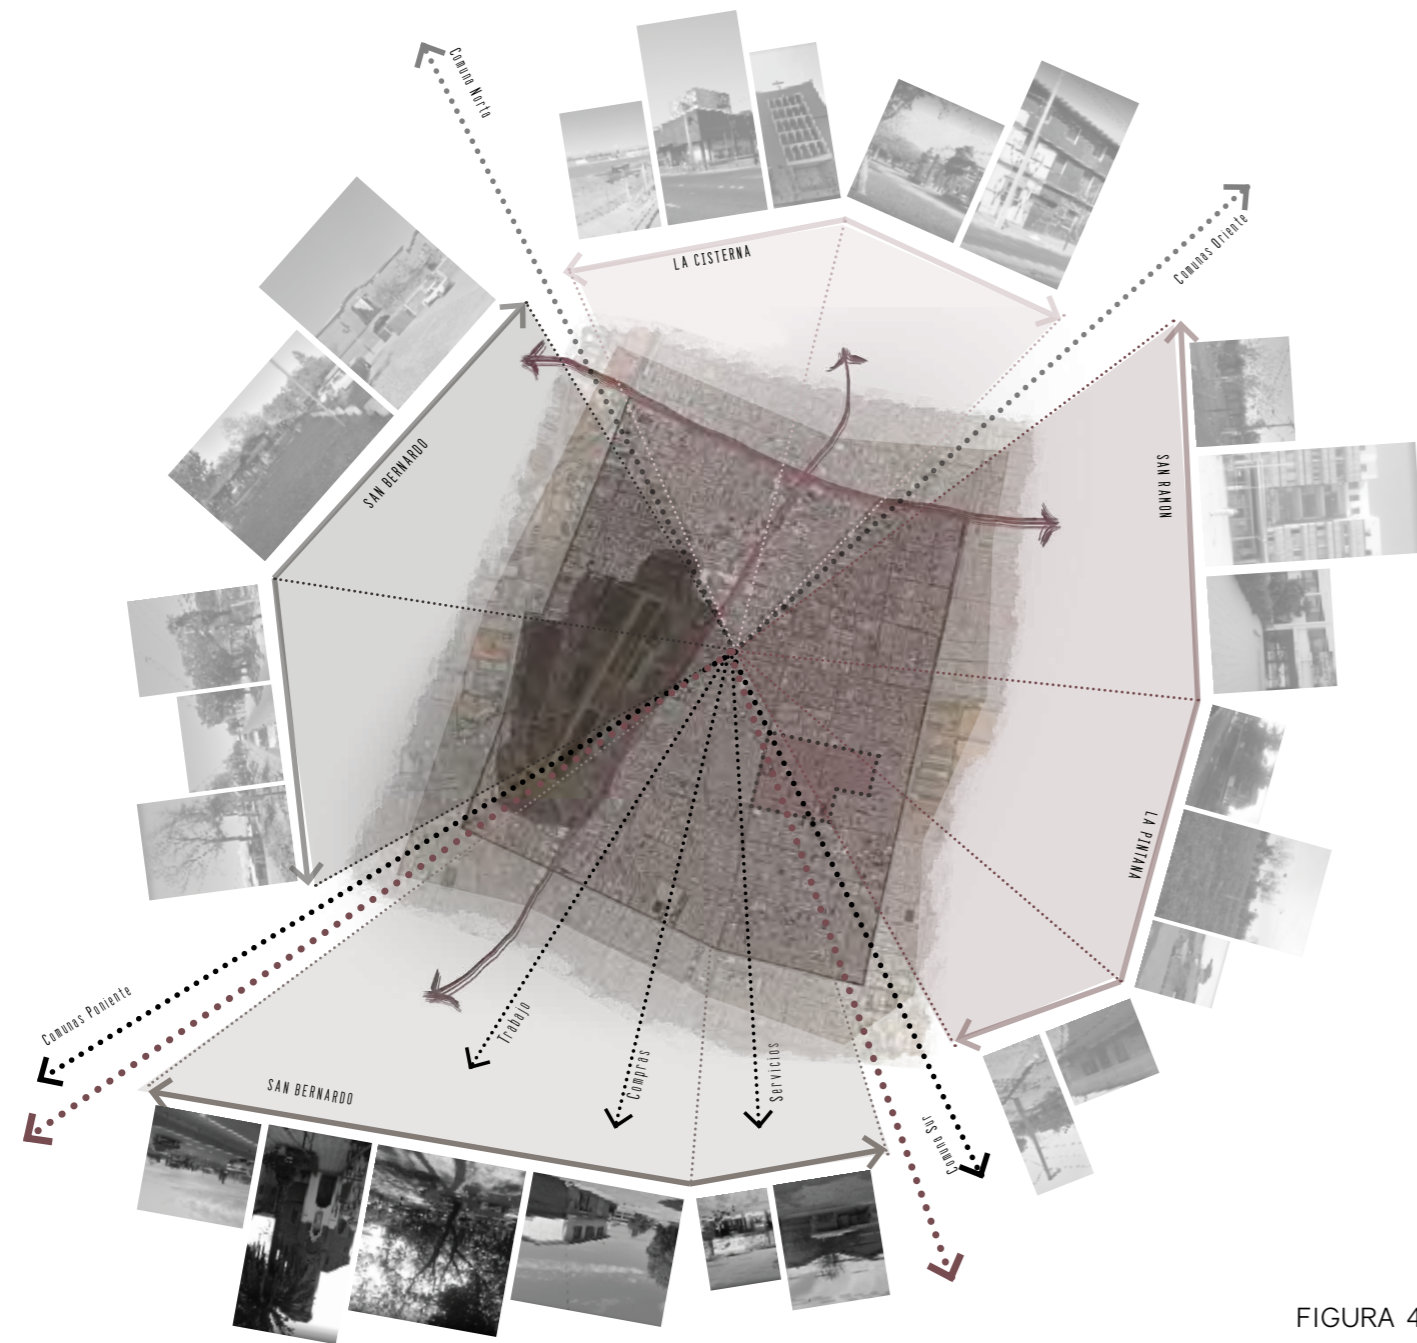 Comuna Norte
LA CISTERNA
Comunas Oriente
SAN BERNARDO
SAN RAMON
LA PINTANA
Comunas Poniente
Trabajo
Compras
Servicios
SAN BERNARDO
Comuna Sur
FIGURA 4